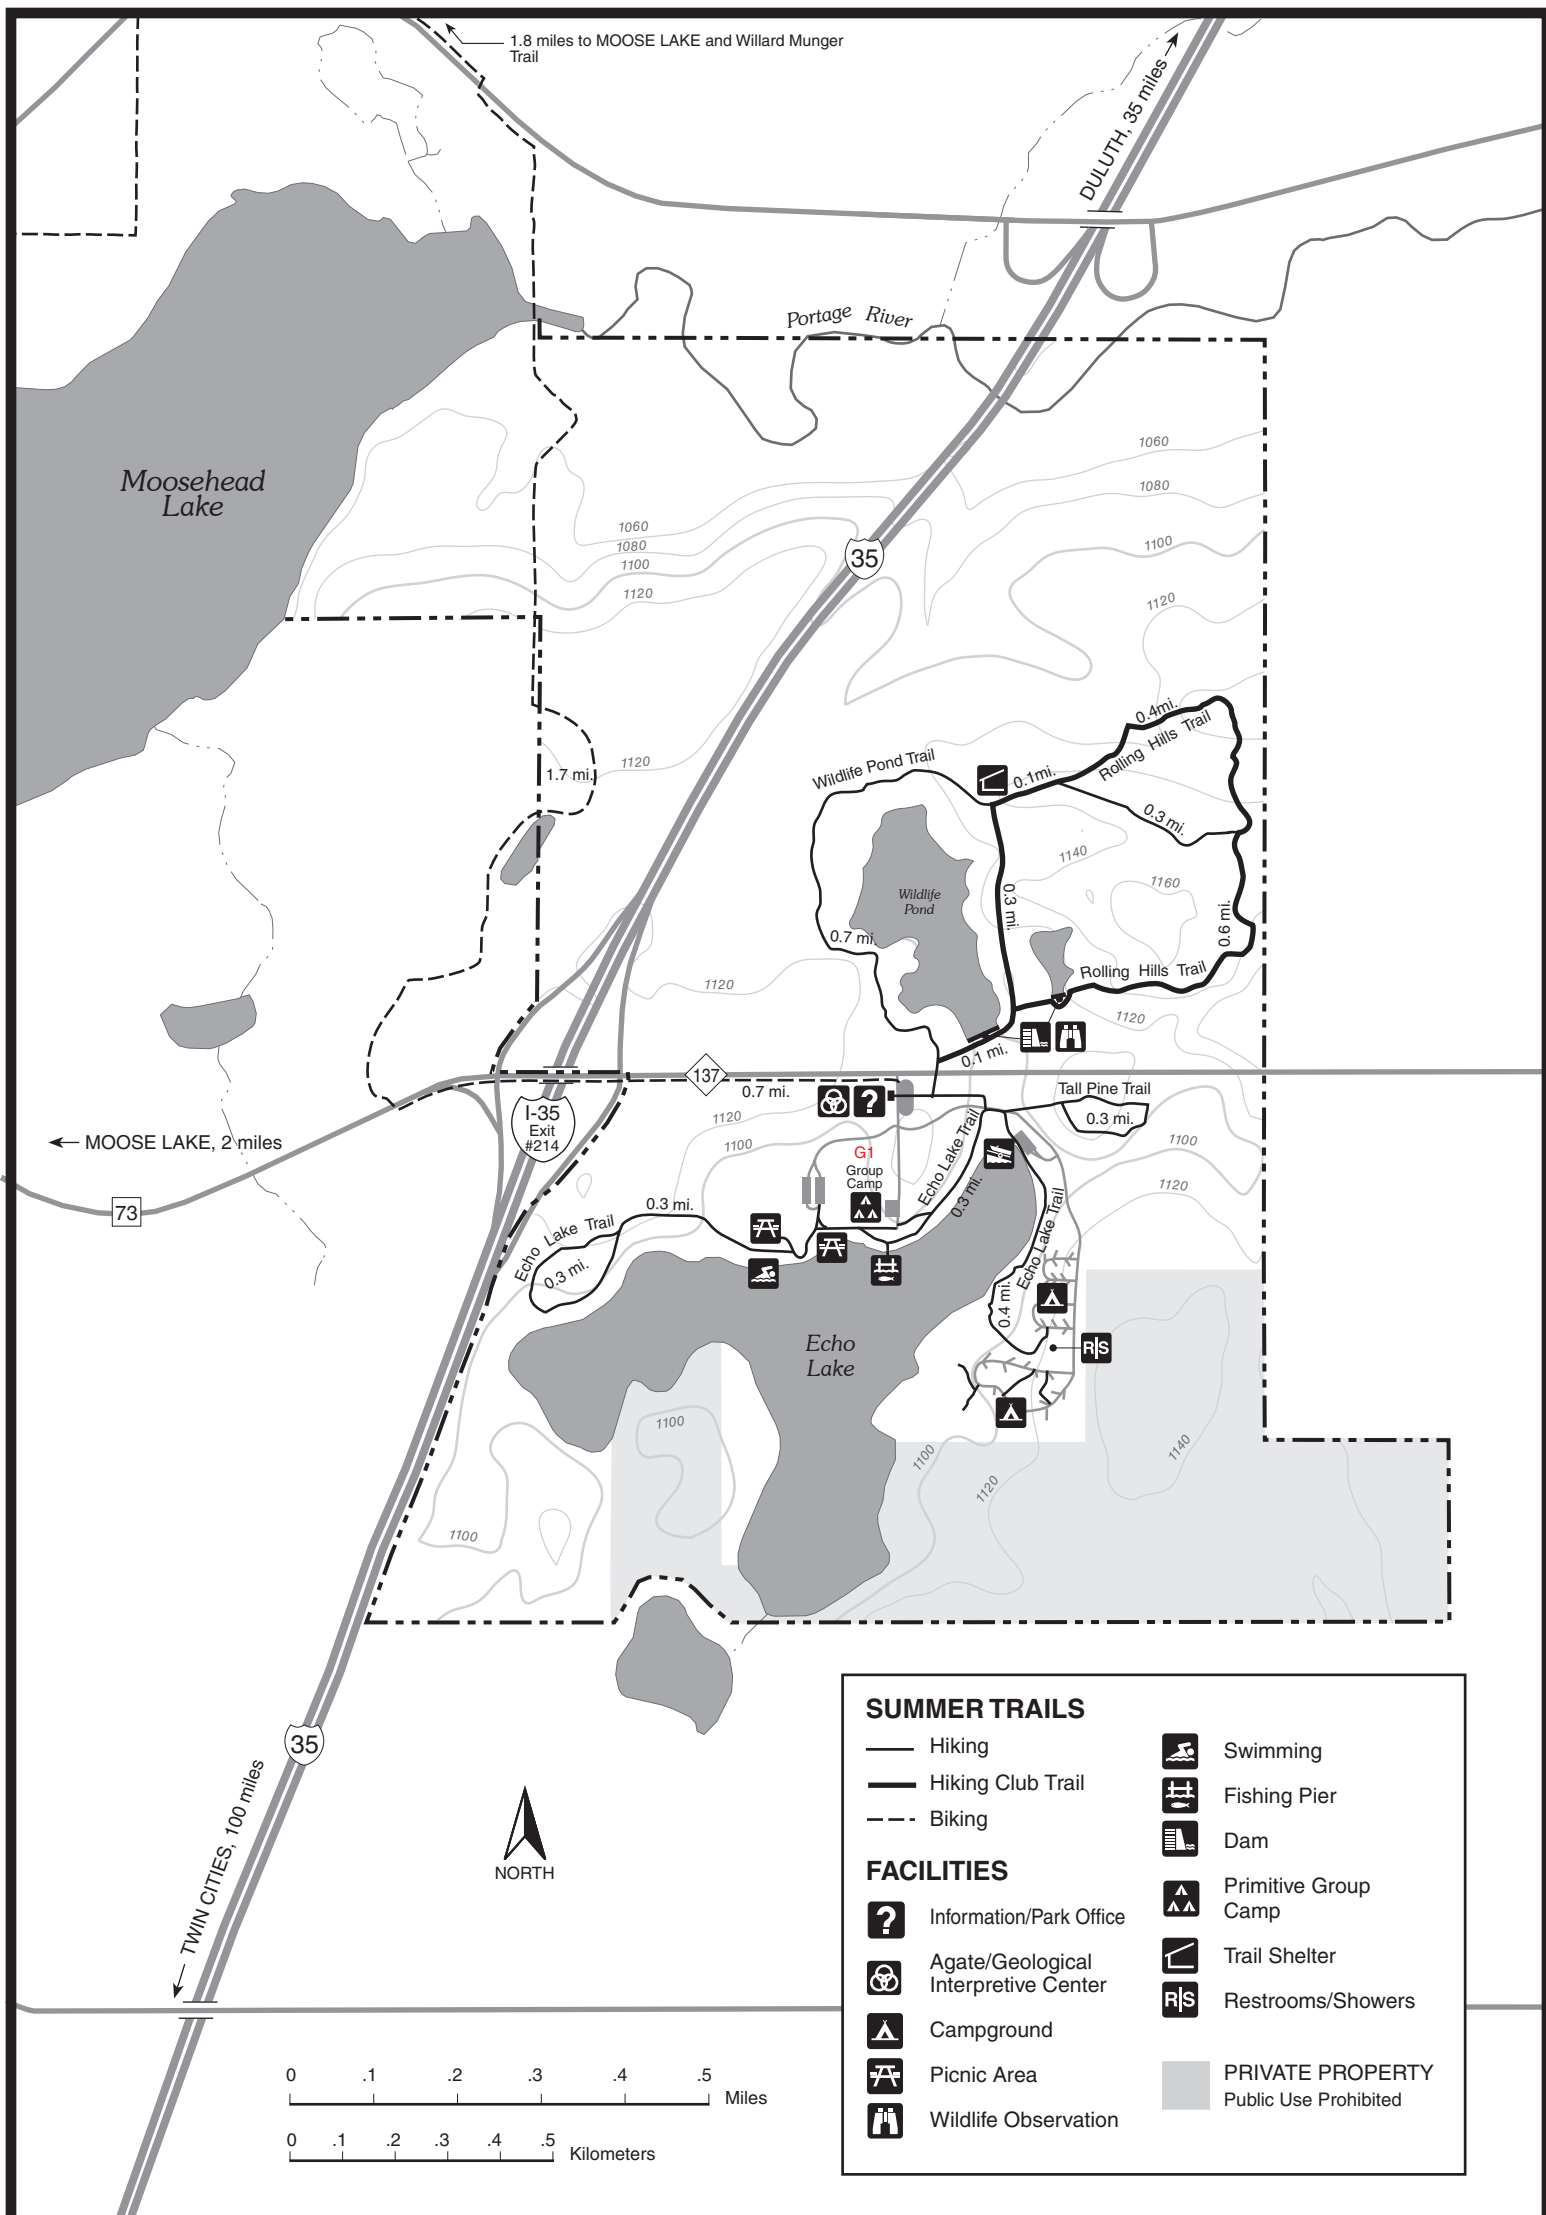 1.8 miles to MOOSE LAKE and Willard Munger
Trail
DULUTH, 35 miles
Portage River
Moosehead
Lake
1060
1080
1060
1080
1100
1120
35
1100
1120
0.4mi.
Rolling Hills Trail
Wildlife Pond Trail
0.1mi.
1.7 mi.
1120
0.3 mi.
1140
1160
Wildlife
Pond
0.3 mi.
0.6 mi.
0.7 mi.
Rolling Hills Trail
1120
1120
0.1 mi.
137
0.7 mi.
?
Tall Pine Trail
0.3 mi.
I-35
Exit
#214
1120
1100
MOOSE LAKE, 2 miles
G1
Group
Camp
Echo Lake Trail
0.3 mi.
1100
1120
73
0.3 mi.
Echo Lake Trail
0.3 mi.
Echo Lake Trail
0.4 mi.
Echo
Lake
R|S
1100
1100
1120
1140
1100
35
TWIN CITIES, 100 miles
NORTH
0 .1 .2 .3 .4 .5
Miles
0 .1 .2 .3 .4 .5
Kilometers
SUMMER TRAILS
Hiking
Hiking Club Trail
Biking
FACILITIES
? Information/Park Office
Agate/Geological
Interpretive Center
Campground
Picnic Area
Wildlife Observation
Swimming
Fishing Pier
Dam
Primitive Group
Camp
Trail Shelter
R|S Restrooms/Showers
PRIVATE PROPERTY
Public Use Prohibited